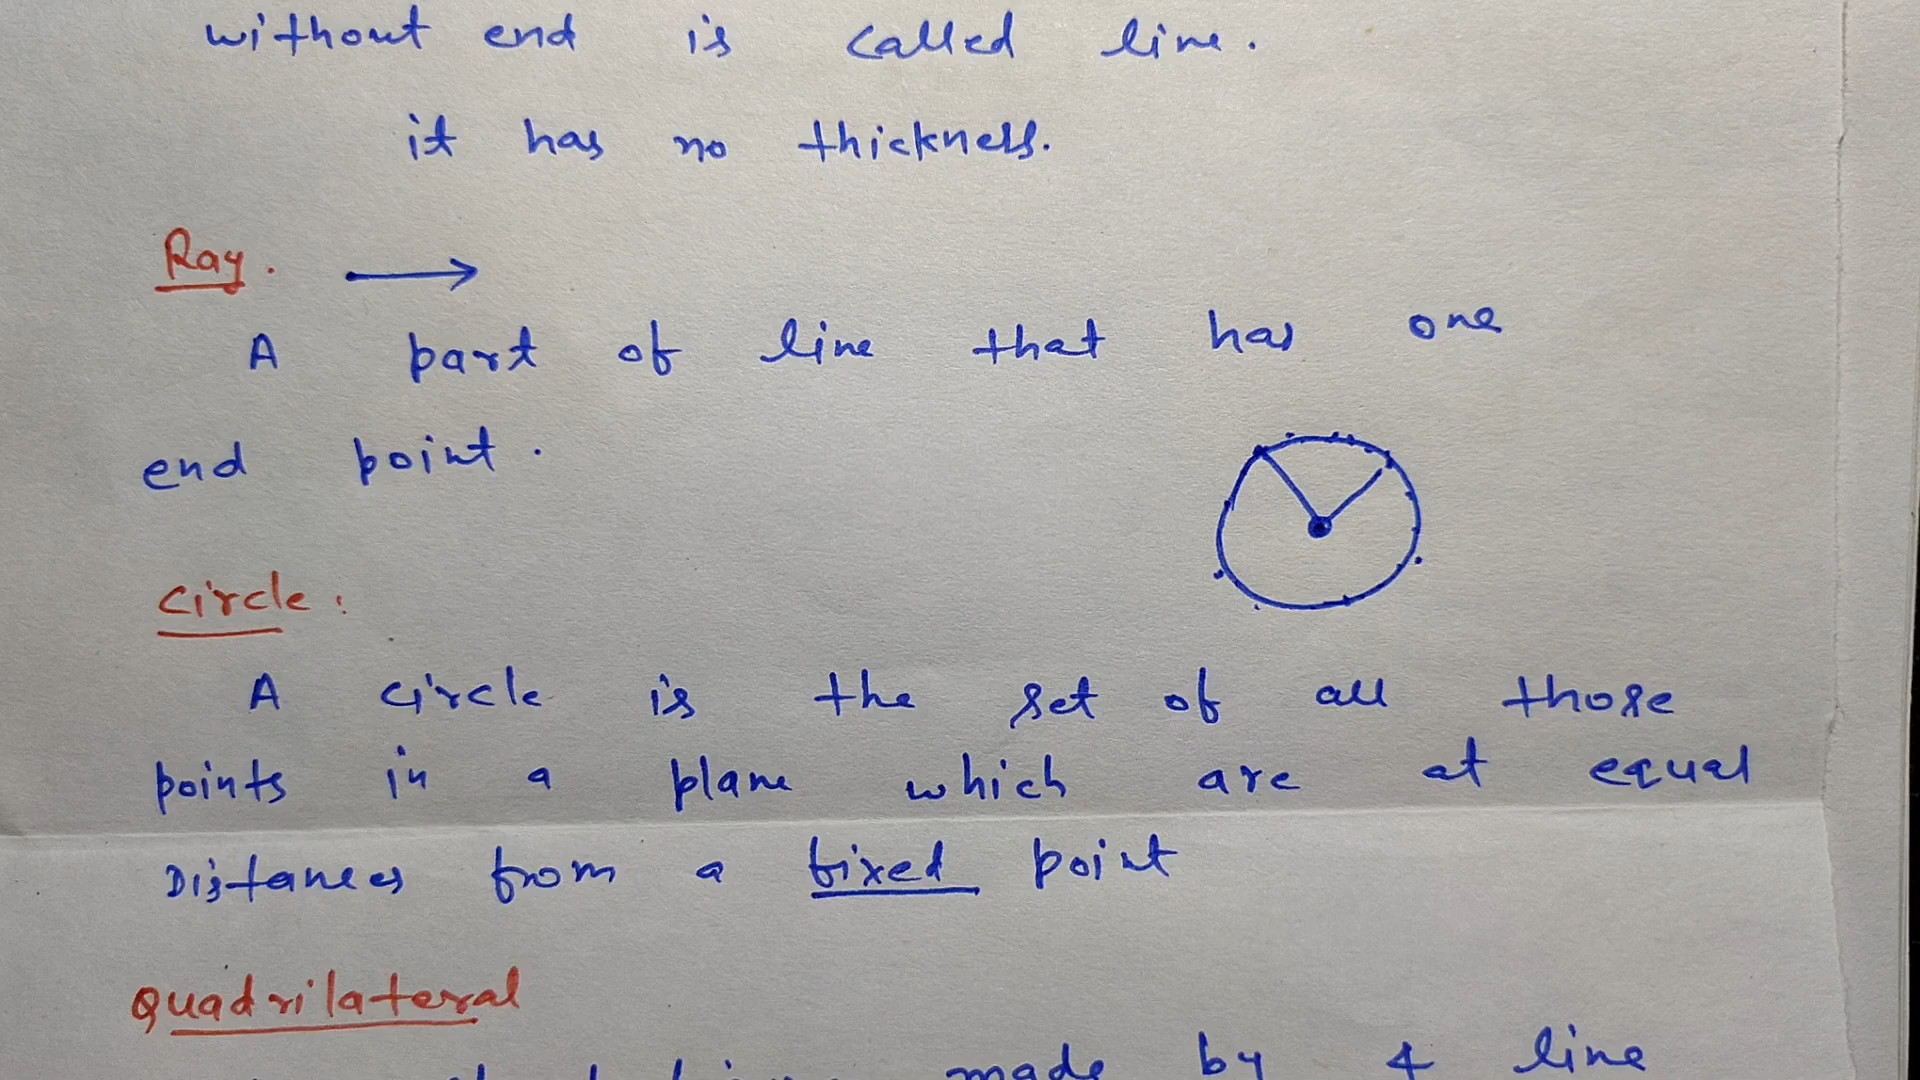 without end is called line.
it has no thickness.
Ray.
A part of line that has one
end point.
Circle:
A circle is the set of all those
points in a plane which are at equal
Distances from a fixed point
Quadrilateral
made by 4 line